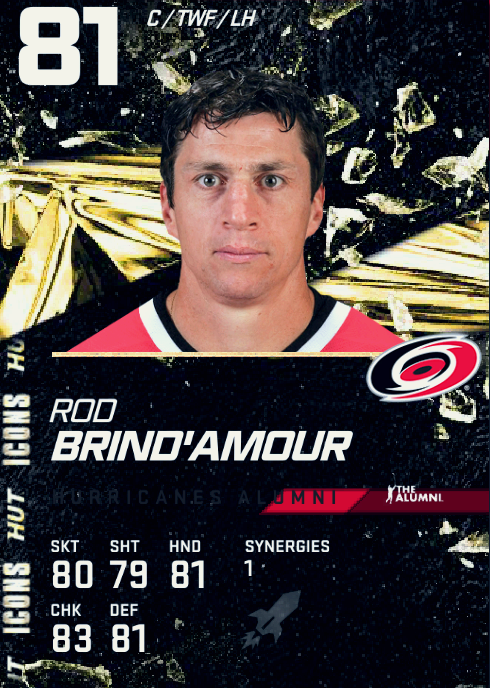 81
C / TWF / LH
ROD
BRIND'AMOUR
HURRICANES ALUMNI
THE
ALUMNI.
SKT SHT HND SYNERGIES
80 79 81 1
CHK DEF
83 81
HUT ICONS HUT ICONS HUT